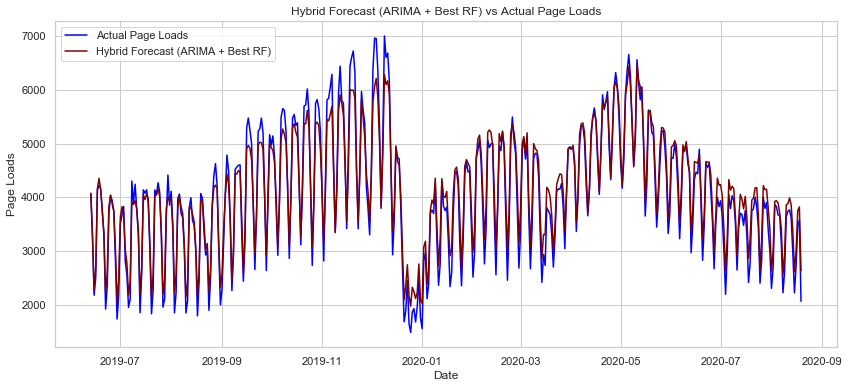 Hybrid Forecast (ARIMA + Best RF) vs Actual Page Loads
Actual Page Loads
Hybrid Forecast (ARIMA + Best RF)
7000
6000
5000
4000
3000
2000
Page Loads
2019-07
2019-09
2019-11
2020-01
2020-03
2020-05
2020-07
2020-09
Date